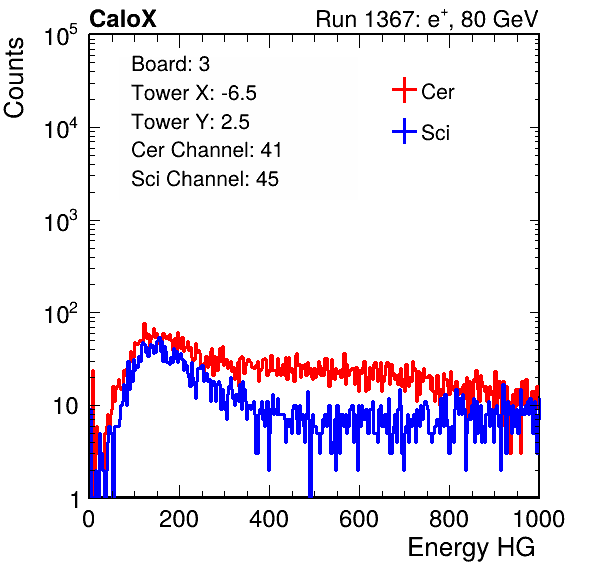 CaloX Run 1367: e⁺, 80 GeV
Counts
Board: 3
Tower X: -6.5
Tower Y: 2.5
Cer Channel: 41
Sci Channel: 45
Cer
Sci
10⁵
10⁴
10³
10²
10
1
0 200 400 600 800 1000
Energy HG